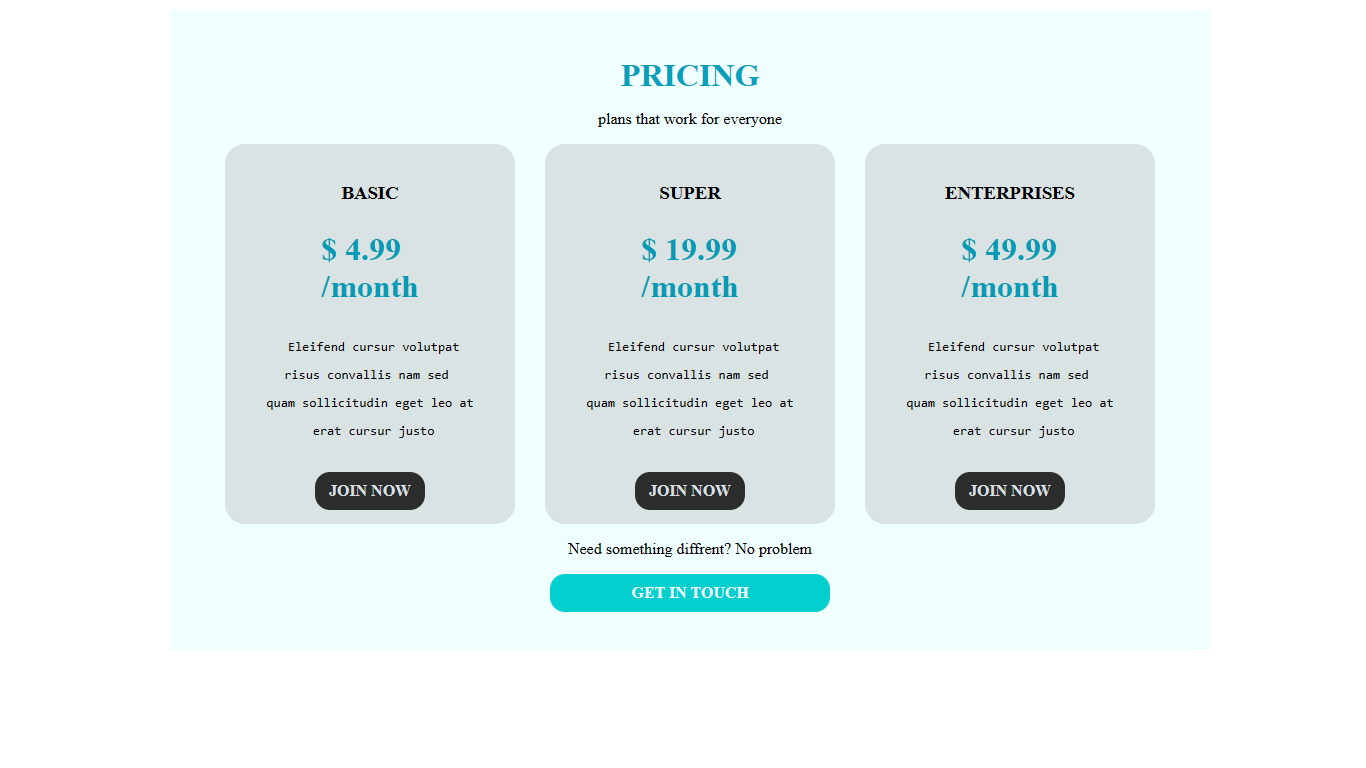 PRICING
plans that work for everyone
BASIC
$ 4.99
/month
Eleifend cursur volutpat
risus convallis nam sed
quam sollicitudin eget leo at
erat cursur justo
JOIN NOW
SUPER
$ 19.99
/month
Eleifend cursur volutpat
risus convallis nam sed
quam sollicitudin eget leo at
erat cursur justo
JOIN NOW
ENTERPRISES
$ 49.99
/month
Eleifend cursur volutpat
risus convallis nam sed
quam sollicitudin eget leo at
erat cursur justo
JOIN NOW
Need something diffrent? No problem
GET IN TOUCH